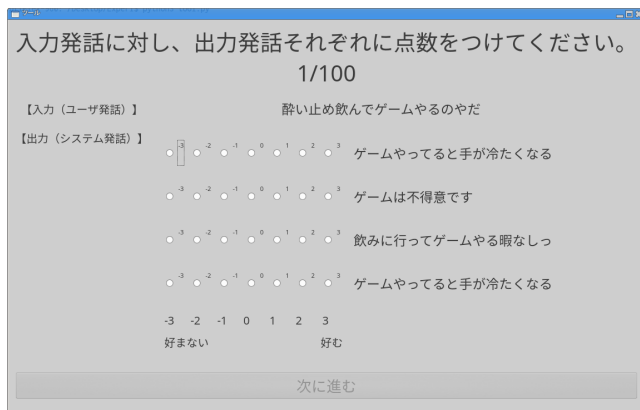 ツール
入力発話に対し、出力発話それぞれに点数をつけてください。
1/100
【入力（ユーザ発話）】 酔い止め飲んでゲームやるのやだ
【出力（システム発話）】
-3 -2 -1 0 1 2 3 ゲームやってると手が冷たくなる
-3 -2 -1 0 1 2 3 ゲームは不得意です
-3 -2 -1 0 1 2 3 飲みに行ってゲームやる暇なしっ
-3 -2 -1 0 1 2 3 ゲームやってると手が冷たくなる
-3 -2 -1 0 1 2 3
好まない 好む
次に進む